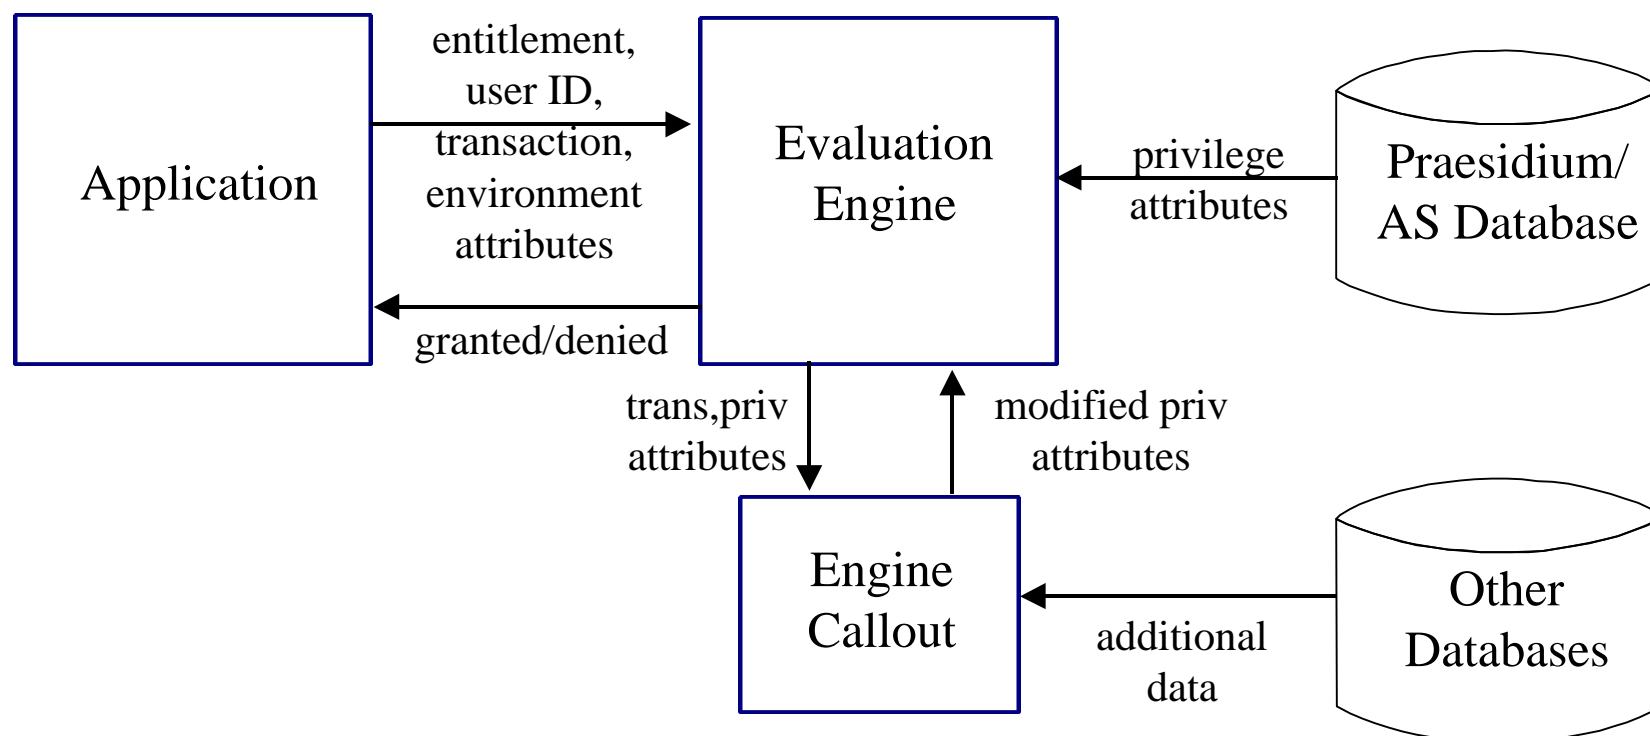 Application
entitlement,
user ID,
transaction,
environment
attributes
granted/denied
Evaluation
Engine
privilege
attributes
Praesidium/
AS Database
trans,priv
attributes
modified priv
attributes
Engine
Callout
additional
data
Other
Databases